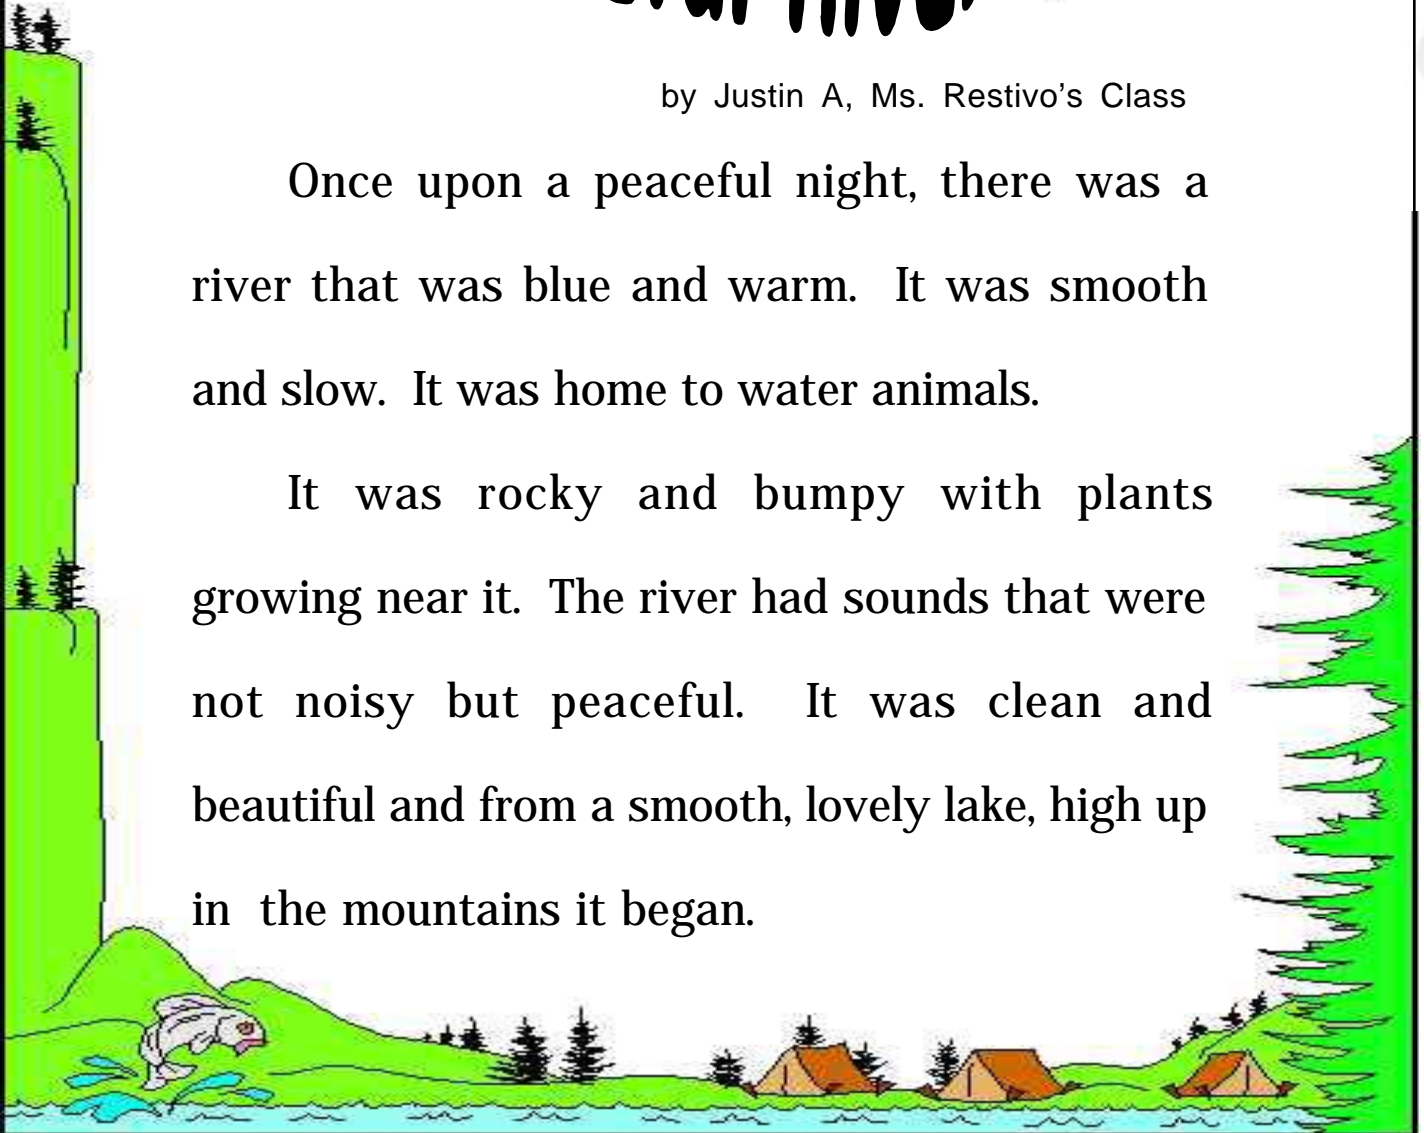 River
by Justin A, Ms. Restivo's Class
Once upon a peaceful night, there was a
river that was blue and warm. It was smooth
and slow. It was home to water animals.
It was rocky and bumpy with plants
growing near it. The river had sounds that were
not noisy but peaceful. It was clean and
beautiful and from a smooth, lovely lake, high up
in the mountains it began.